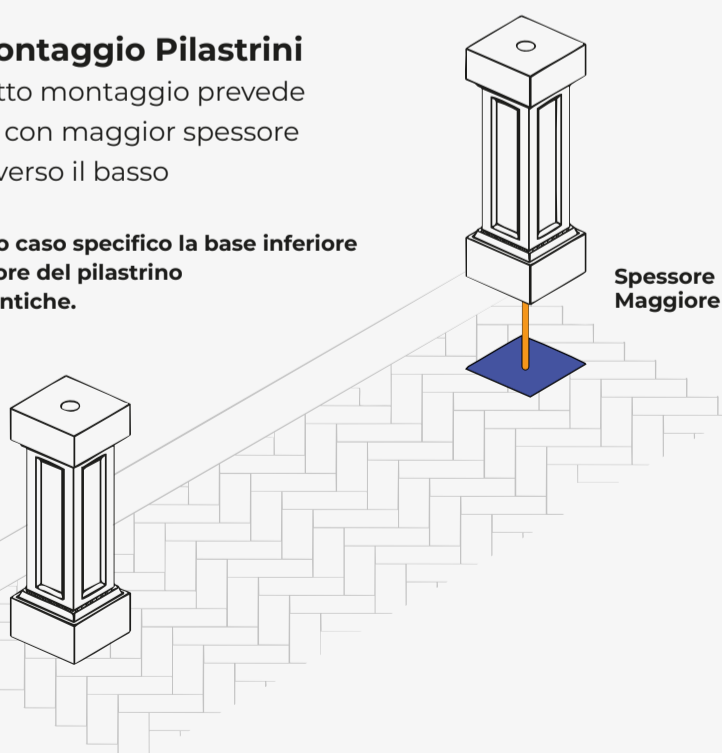 ontaggio Pilastrini
tto montaggio prevede
con maggior spessore
verso il basso
o caso specifico la base inferiore
ore del pilastrino
ntiche.
Spessore
Maggiore